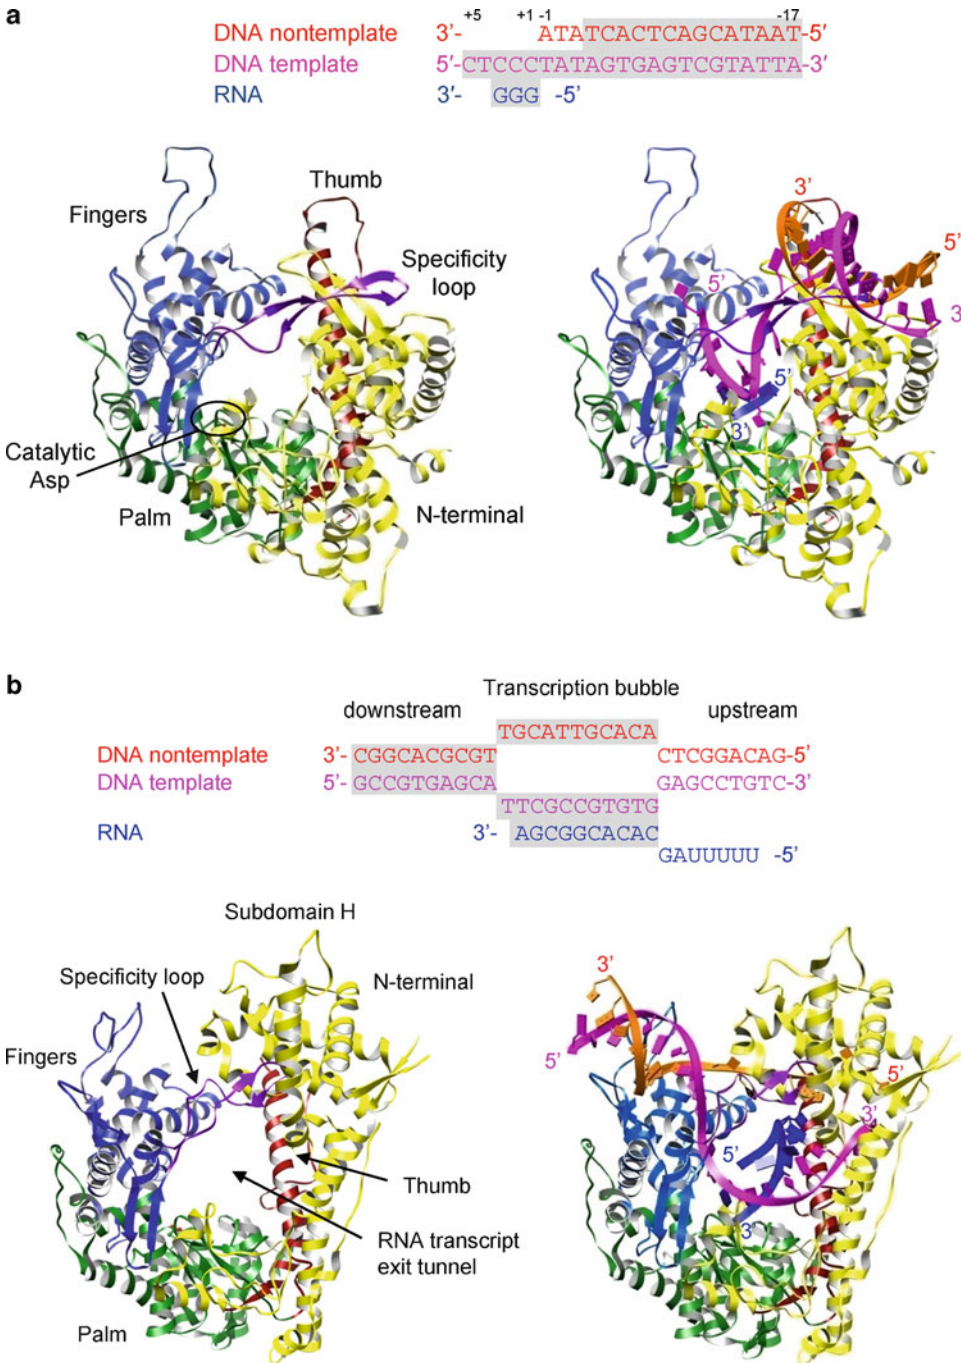 a
+5 +1 -1 -17
DNA nontemplate 3′- ATATCACTCAGCATAAT-5′
DNA template 5′-CTCCCTATAGTGAGTCGTATTA-3′
RNA 3′- GGG -5’
Fingers
Thumb
Specificity loop
Catalytic Asp
Palm
N-terminal
3’
5’
5’
3’
5’
3’
b
Transcription bubble
downstream upstream
TGCATTGCACA
DNA nontemplate 3’- CGGCACGCGT CTCGGACAG-5’
DNA template 5’- GCCGTGAGCA GAGCCTGTC-3’
TTCGCCGTGTG
RNA 3’- AGCGGCACAC
GAUUUUU -5’
Subdomain H
Specificity loop
N-terminal
Fingers
Thumb
RNA transcript
exit tunnel
Palm
3’
5’
5’
3’
5’
3’